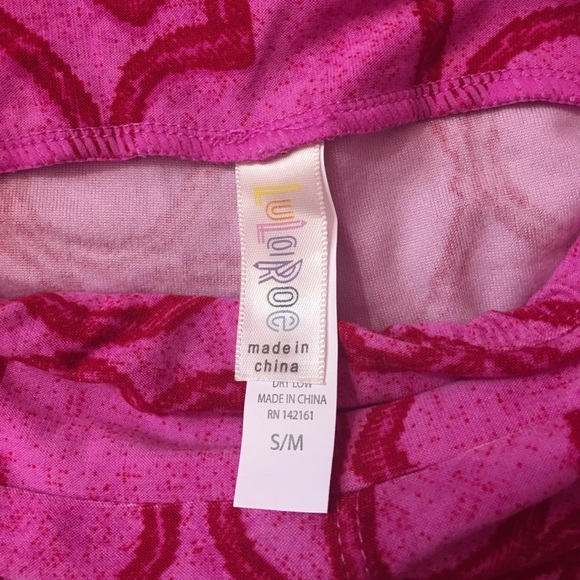 LuLaRoe
made in
china
DRY LOW
MADE IN CHINA
RN 142161
S/M